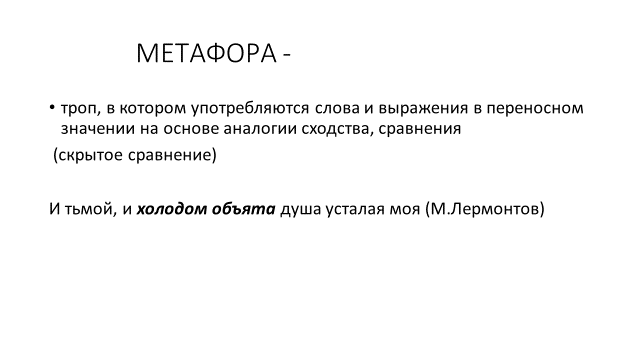 МЕТАФОРА -
• троп, в котором употребляются слова и выражения в переносном
значении на основе аналогии сходства, сравнения
(скрытое сравнение)
И тьмой, и холодом объята душа усталая моя (М.Лермонтов)